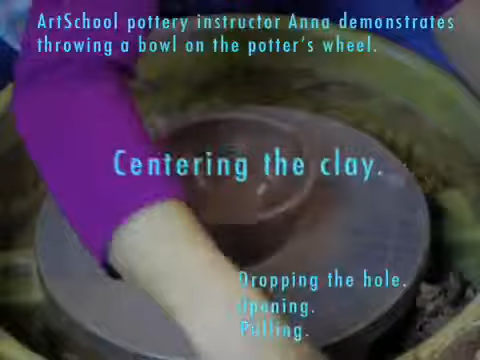 ArtSchool pottery instructor Anna demonstrates
throwing a bowl on the potter's wheel.
Centering the clay.
Dropping the hole.
Opening.
Pulling.